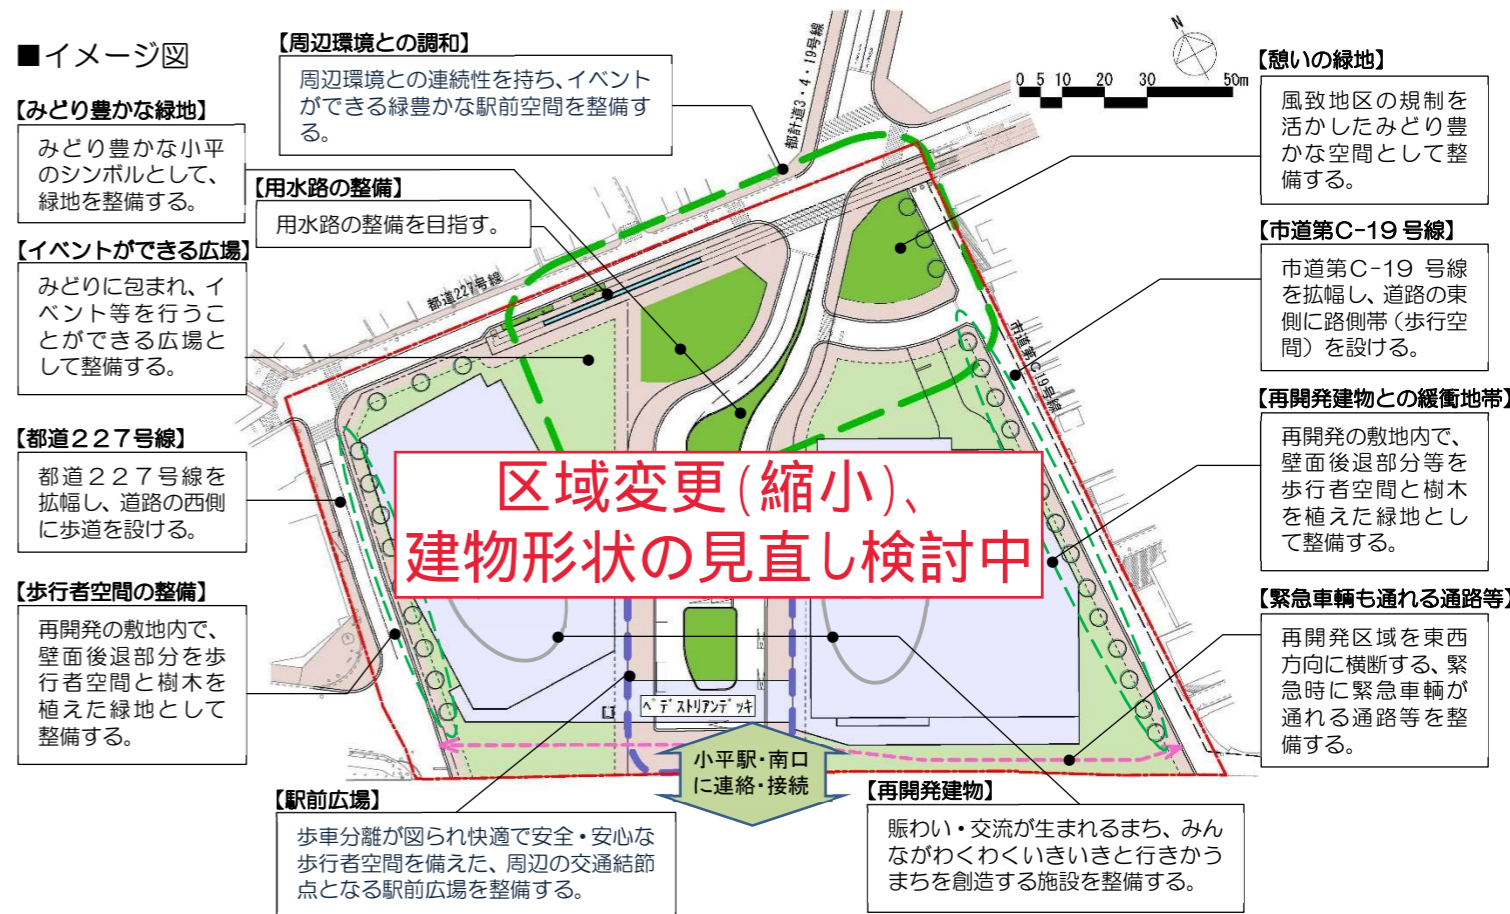 ■イメージ図
【みどり豊かな緑地】
みどり豊かな小平
のシンボルとして、
緑地を整備する。
【イベントができる広場】
みどりに包まれ、イ
ベント等を行うこ
とができる広場と
して整備する。
【都道２２７号線】
都道２２７号線を
拡幅し、道路の西側
に歩道を設ける。
【歩行者空間の整備】
再開発の敷地内で、
壁面後退部分を歩
行者空間と樹木を
植えた緑地として
整備する。
【周辺環境との調和】
周辺環境との連続性を持ち、イベント
ができる緑豊かな駅前空間を整備す
る。
【用水路の整備】
用水路の整備を目指す。
都道227号線
都計道3・4・19号線
N
0 5 10 20 30 50m
市道第C19号線
区域変更(縮小)、
建物形状の見直し検討中
ペデストリアンデッキ
小平駅・南口
に連絡・接続
【駅前広場】
歩車分離が図られ快適で安全・安心な
歩行者空間を備えた、周辺の交通結節
点となる駅前広場を整備する。
【再開発建物】
賑わい・交流が生まれるまち、みん
ながわくわくいきいきと行きかう
まちを創造する施設を整備する。
【憩いの緑地】
風致地区の規制を
活かしたみどり豊
かな空間として整
備する。
【市道第C-19号線】
市道第C-19 号線
を拡幅し、道路の東
側に路側帯（歩行空
間）を設ける。
【再開発建物との緩衝地帯】
再開発の敷地内で、
壁面後退部分等を
歩行者空間と樹木
を植えた緑地とし
て整備する。
【緊急車輌も通れる通路等】
再開発区域を東西
方向に横断する、緊
急時に緊急車輌が
通れる通路等を整
備する。